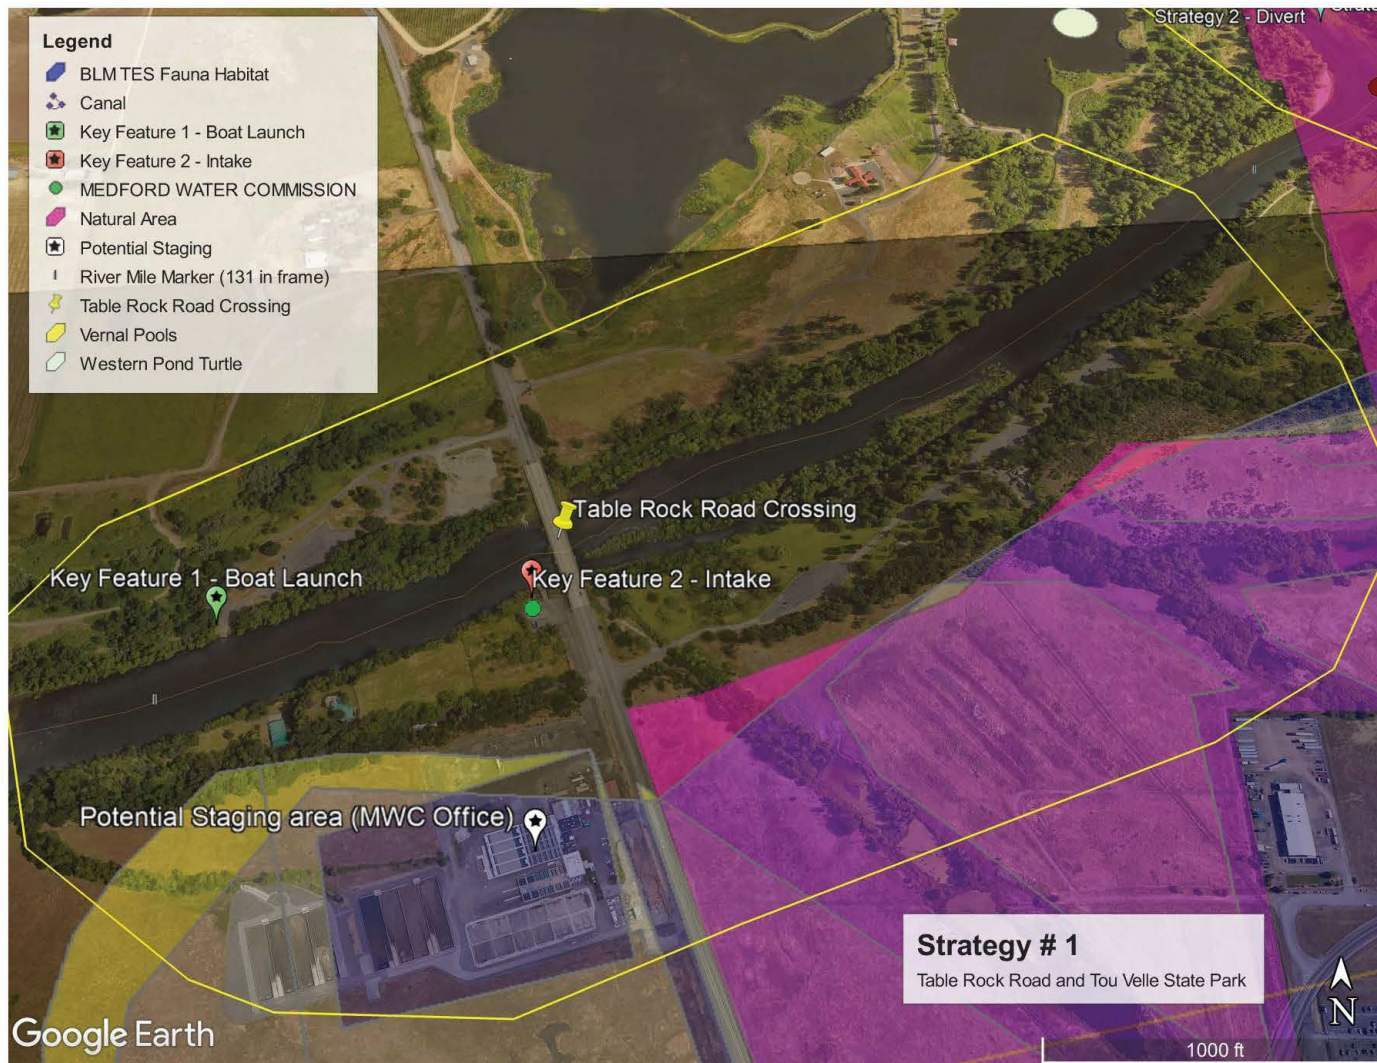 Strategy 2 - Divert
Legend
BLM TES Fauna Habitat
Canal
Key Feature 1 - Boat Launch
Key Feature 2 - Intake
MEDFORD WATER COMMISSION
Natural Area
Potential Staging
River Mile Marker (131 in frame)
Table Rock Road Crossing
Vernal Pools
Western Pond Turtle
Table Rock Road Crossing
Key Feature 1 - Boat Launch
Key Feature 2 - Intake
Potential Staging area (MWC Office)
Strategy # 1
Table Rock Road and Tou Velle State Park
N
Google Earth
1000 ft